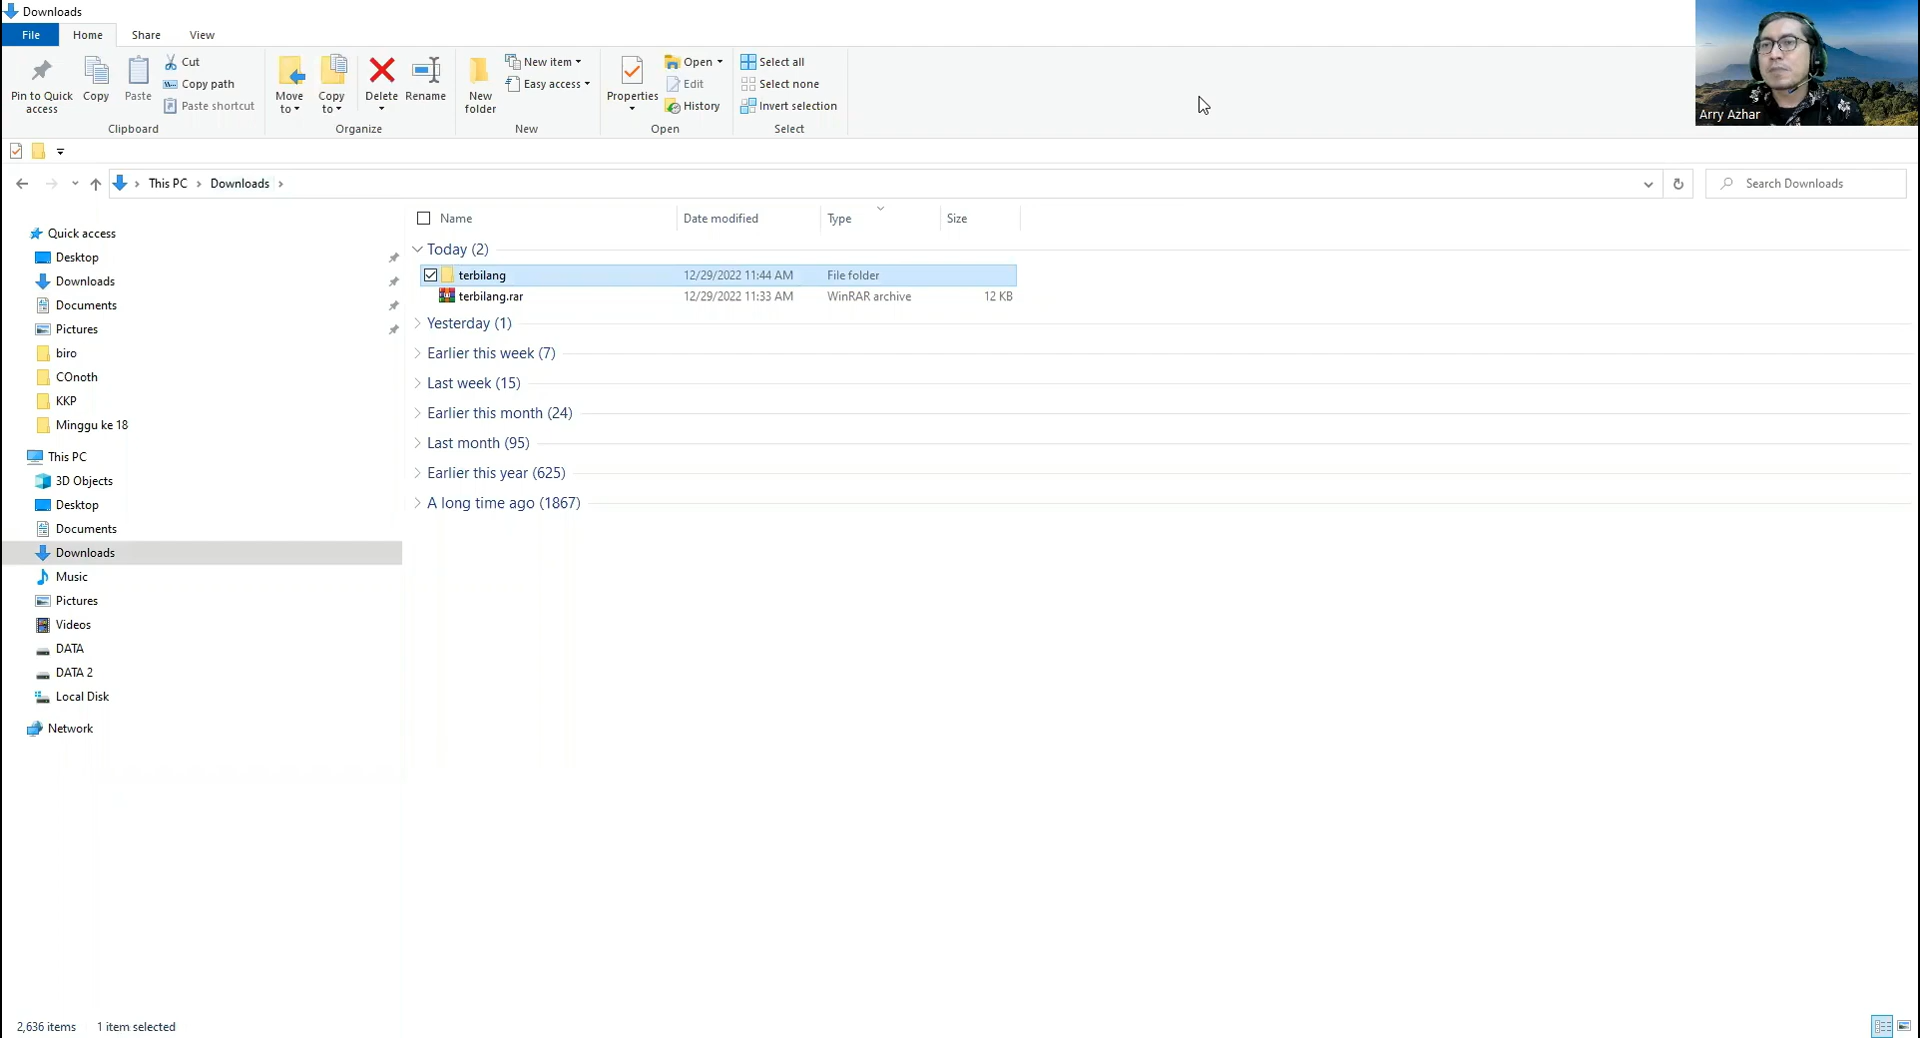 Downloads
File
Home
Share
View
Pin to Quick access
Copy
Paste
Cut
Copy path
Paste shortcut
Clipboard
Move to
Copy to
Delete
Rename
Organize
New folder
New item
Easy access
New
Properties
Open
Edit
History
Open
Select all
Select none
Invert selection
Select
Arry Azhar
This PC
Downloads
Search Downloads
Quick access
Desktop
Downloads
Documents
Pictures
biro
COnoth
KKP
Minggu ke 18
This PC
3D Objects
Desktop
Documents
Downloads
Music
Pictures
Videos
DATA
DATA 2
Local Disk
Network
Name Date modified Type Size
Today (2)
terbilang 12/29/2022 11:44 AM File folder
terbilang.rar 12/29/2022 11:33 AM WinRAR archive 12 KB
Yesterday (1)
Earlier this week (7)
Last week (15)
Earlier this month (24)
Last month (95)
Earlier this year (625)
A long time ago (1867)
2,636 items 1 item selected